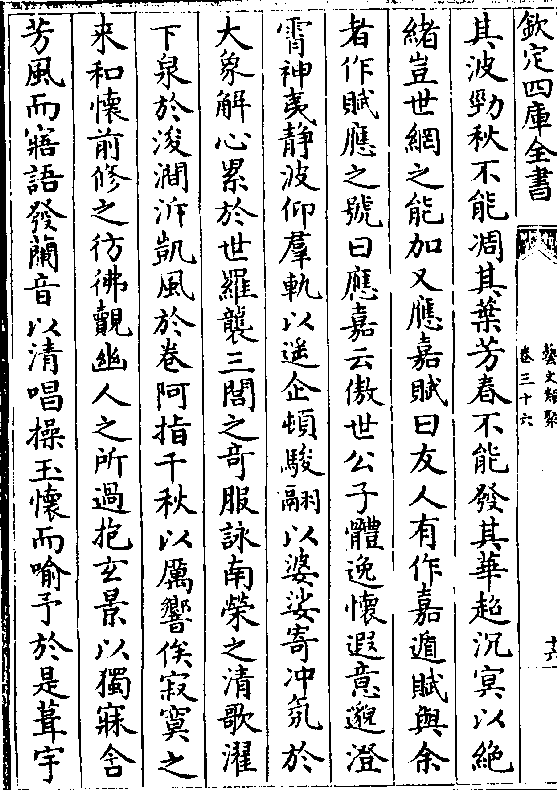 欽定四庫全書
藝文類聚
卷三十六
十六
其波勁秋不能凋其葉芳春不能發其華超沉冥以絶
緒豈世網之能加又應嘉賦曰友人有作嘉遁賦與余
者作賦應之號曰應嘉云傲世公子體逸懷遐意邈澄
霄神夷静波仰羣軌以遥企頓駿翮以婆娑寄冲氛於
大象解心累於世羅襲三閭之奇服詠南榮之清歌濯
下泉於浚澗泝凱風於卷阿指千秋以厲響俟寂寞之
来和懷前修之彷彿覿幽人之所過抱玄景以獨寐含
芳風而寤語發蘭音以清唱操玉懷而喻予於是葺宇